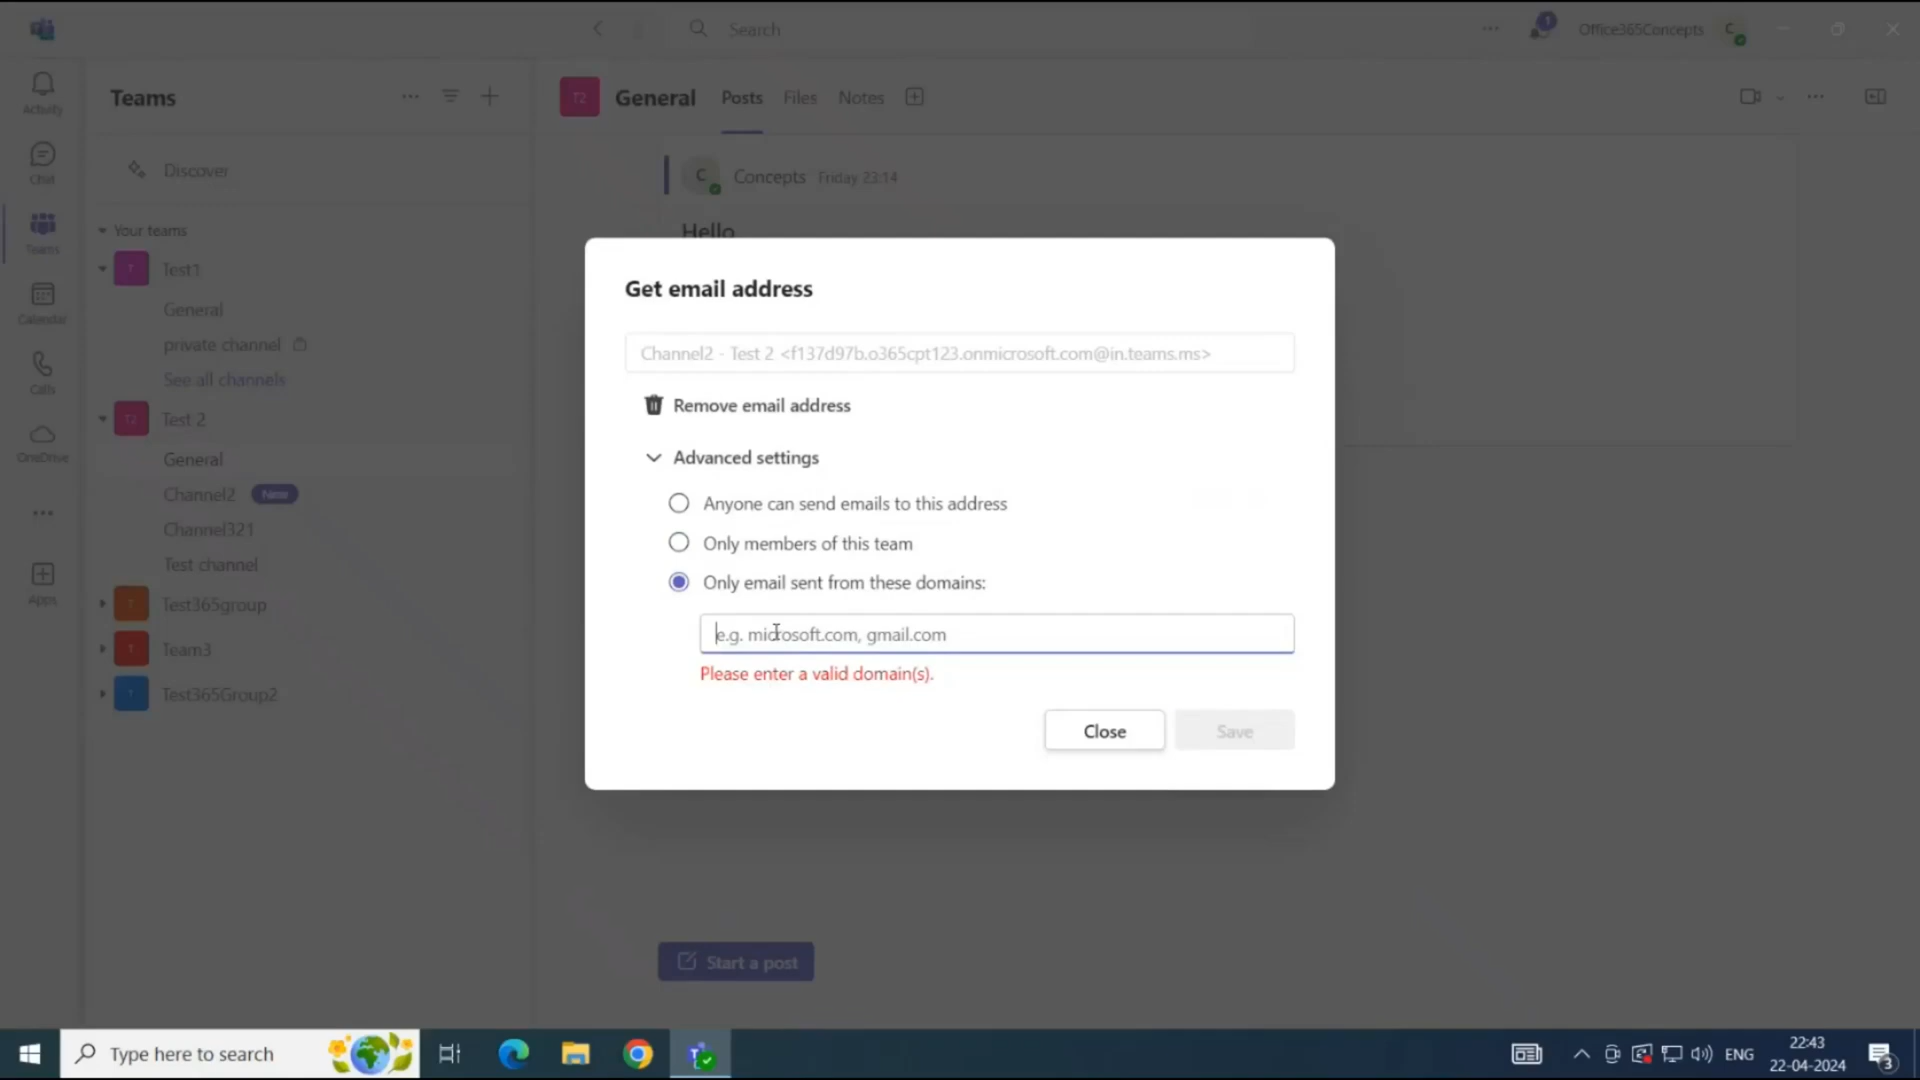 Search
Office365Concepts
C
1
Activity
Chat
Teams
Calendar
Calls
OneDrive
Apps
Teams
Discover
Your teams
T
Test1
General
private channel
See all channels
T2
Test 2
General
Channel2 New
Channel321
Test channel
T
Test365group
T
Team3
T
Test365Group2
T2
General
Posts
Files
Notes
C
Concepts Friday 23:14
Hello
Get email address
Channel2 - Test 2 <f137d97b.o365cpt123.onmicrosoft.com@in.teams.ms>
Remove email address
Advanced settings
Anyone can send emails to this address
Only members of this team
Only email sent from these domains:
e.g. microsoft.com, gmail.com
Please enter a valid domain(s).
Close
Save
Start a post
Type here to search
ENG
22:43
22-04-2024
3